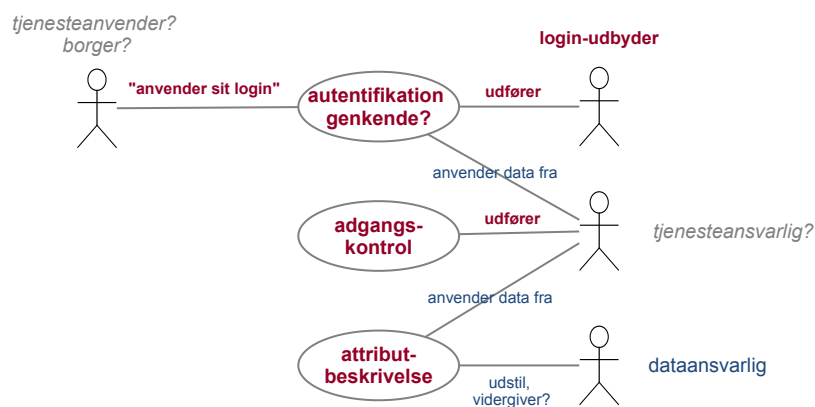 tjenesteanvender?
borger?
login-udbyder
"anvender sit login"
autentifikation
genkende?
udfører
anvender data fra
adgangs-
kontrol
udfører
tjenesteansvarlig?
anvender data fra
attribut-
beskrivelse
udstil,
vidergiver?
dataansvarlig